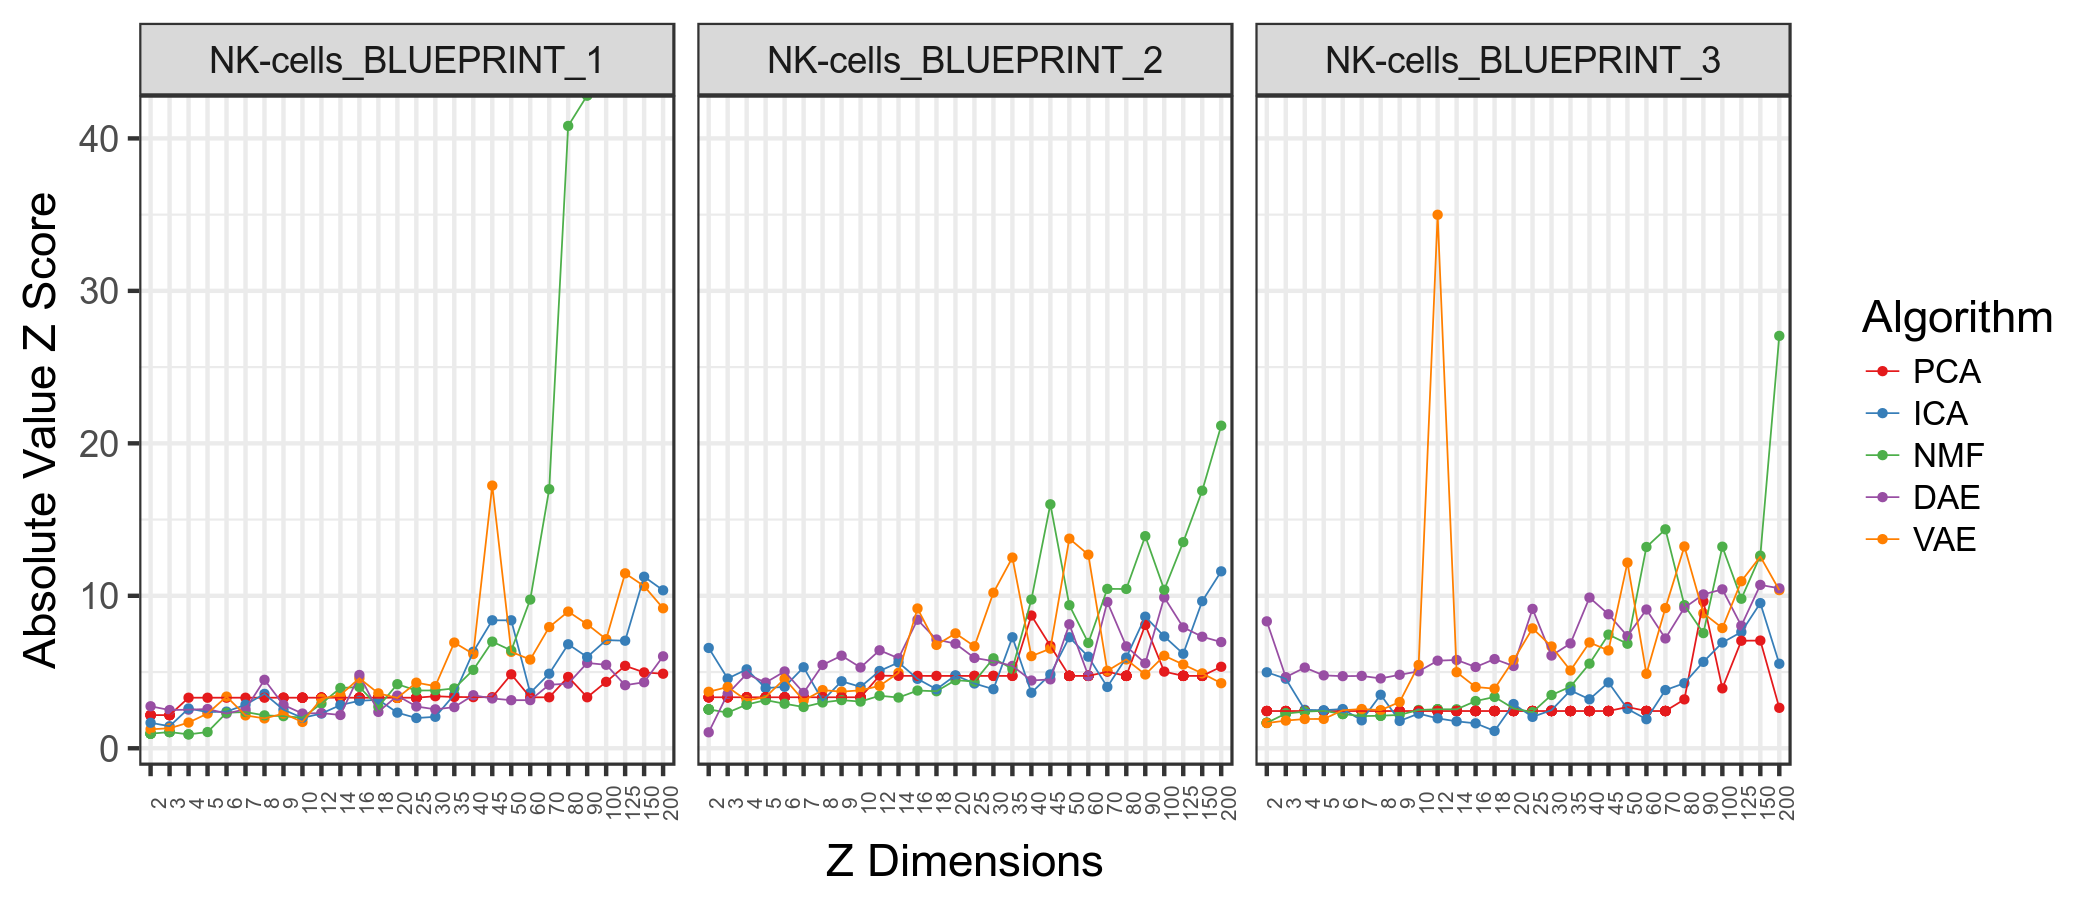 NK-cells_BLUEPRINT_1 NK-cells_BLUEPRINT_2 NK-cells_BLUEPRINT_3
Absolute Value Z Score
40
30
20
10
0
2 3 4 5 6 7 8 9 10 12 14 16 18 20 25 30 35 40 45 50 60 70 80 90 100 125 150 200
2 3 4 5 6 7 8 9 10 12 14 16 18 20 25 30 35 40 45 50 60 70 80 90 100 125 150 200
2 3 4 5 6 7 8 9 10 12 14 16 18 20 25 30 35 40 45 50 60 70 80 90 100 125 150 200
Z Dimensions
Algorithm
PCA
ICA
NMF
DAE
VAE